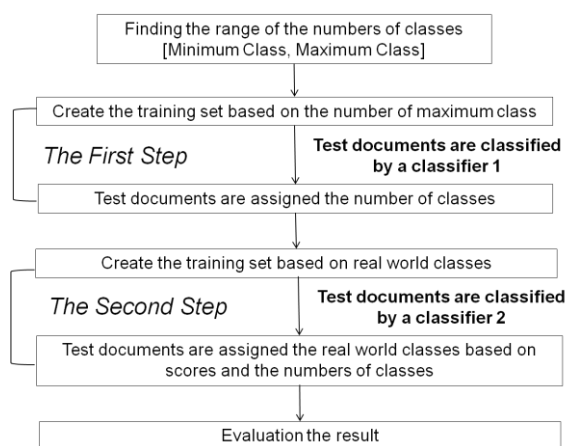 Finding the range of the numbers of classes
[Minimum Class, Maximum Class]
Create the training set based on the number of maximum class
The First Step
Test documents are classified
by a classifier 1
Test documents are assigned the number of classes
Create the training set based on real world classes
The Second Step
Test documents are classified
by a classifier 2
Test documents are assigned the real world classes based on
scores and the numbers of classes
Evaluation the result